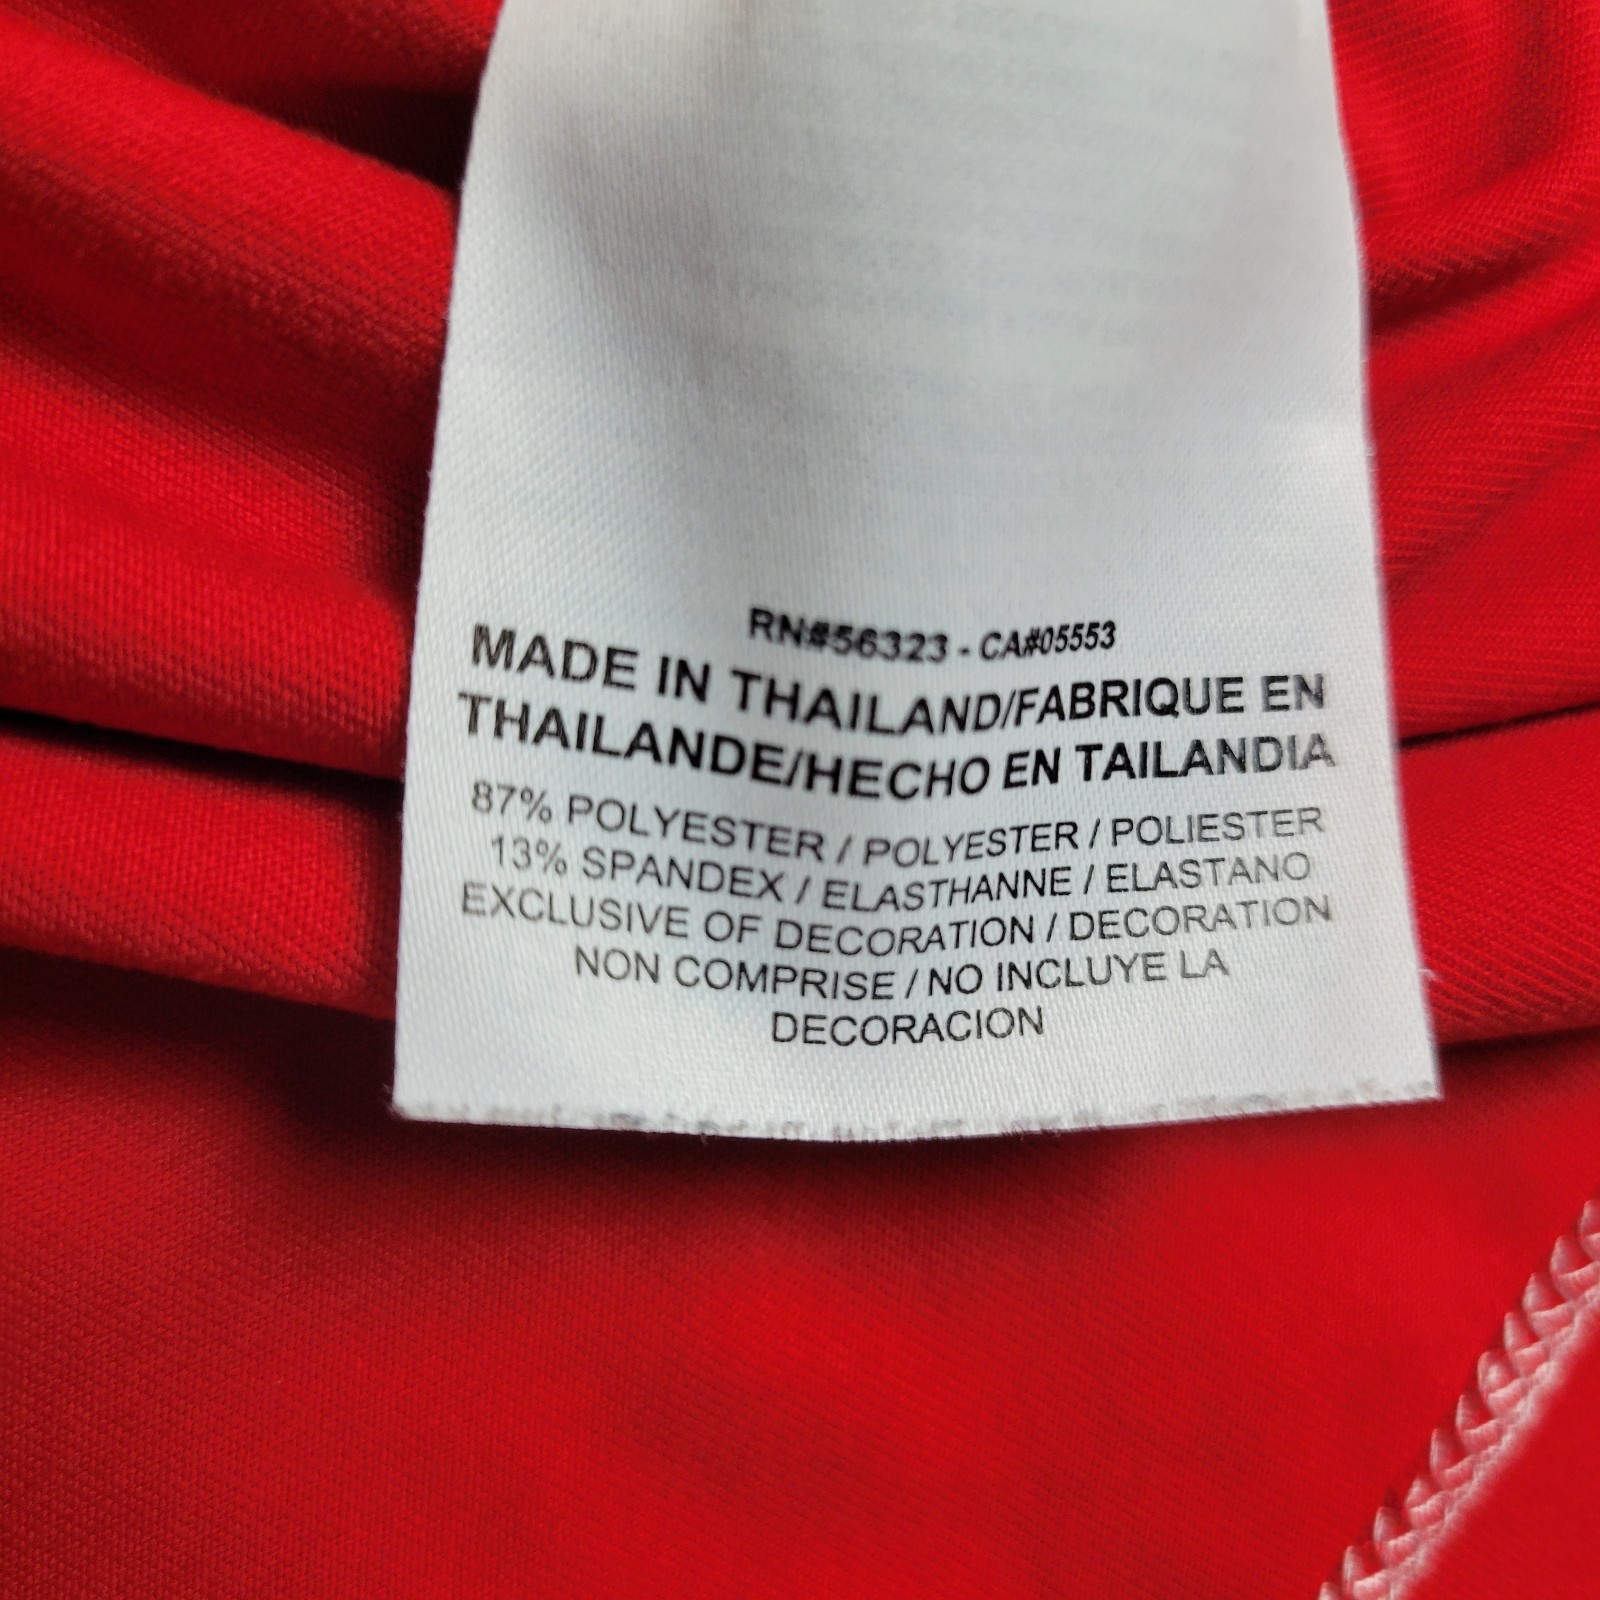 RN#56323 - CA#05553
MADE IN THAILAND/FABRIQUE EN
THAILANDE/HECHO EN TAILANDIA
87% POLYESTER / POLYESTER / POLIESTER
13% SPANDEX / ELASTHANNE / ELASTANO
EXCLUSIVE OF DECORATION / DECORATION
NON COMPRISE / NO INCLUYE LA
DECORACION